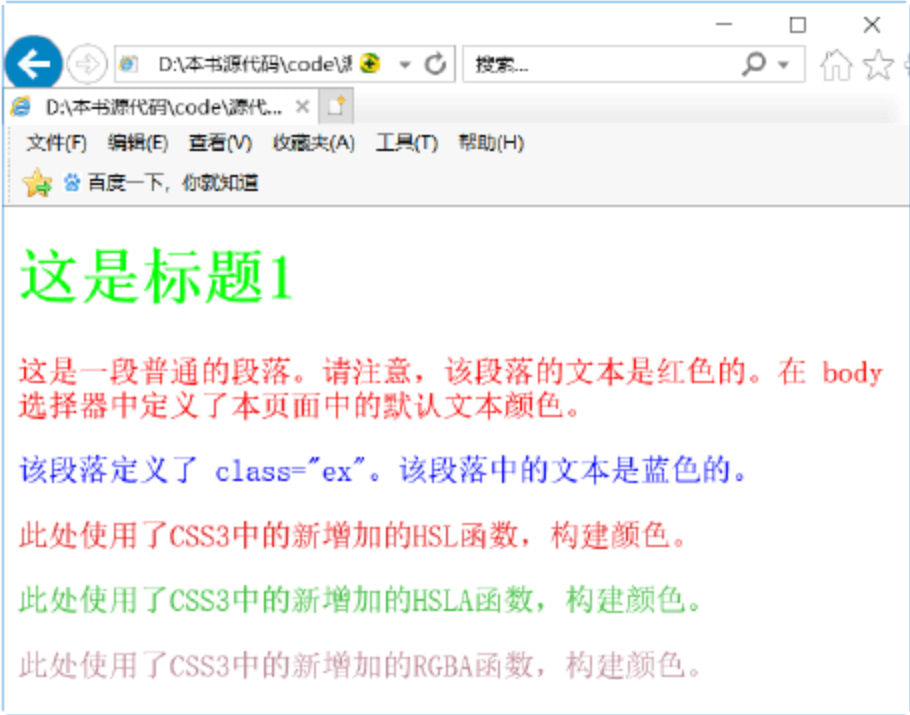 D:\本书源代码\code\
搜索...
D:\本书源代码\code\源代...
文件(F) 编辑(E) 查看(V) 收藏夹(A) 工具(T) 帮助(H)
百度一下，你就知道
这是标题1
这是一段普通的段落。请注意，该段落的文本是红色的。在 body
选择器中定义了本页面中的默认文本颜色。
该段落定义了 class="ex"。该段落中的文本是蓝色的。
此处使用了CSS3中的新增加的HSL函数，构建颜色。
此处使用了CSS3中的新增加的HSLA函数，构建颜色。
此处使用了CSS3中的新增加的RGBA函数，构建颜色。